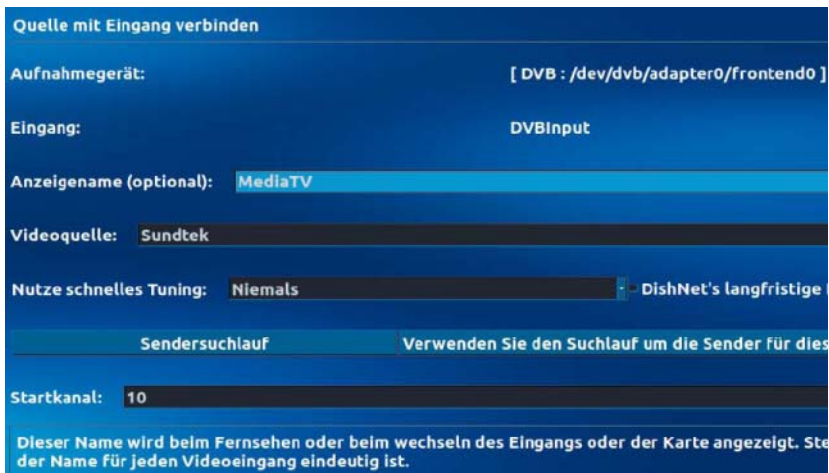 Quelle mit Eingang verbinden
Aufnahmegerät: [ DVB : /dev/dvb/adapter0/frontend0 ]
Eingang: DVBInput
Anzeigename (optional): MediaTV
Videoquelle: Sundtek
Nutze schnelles Tuning: Niemals DishNet's langfristige
Sendersuchlauf Verwenden Sie den Suchlauf um die Sender für dies
Startkanal: 10
Dieser Name wird beim Fernsehen oder beim wechseln des Eingangs oder der Karte angezeigt. Ste
der Name für jeden Videoeingang eindeutig ist.